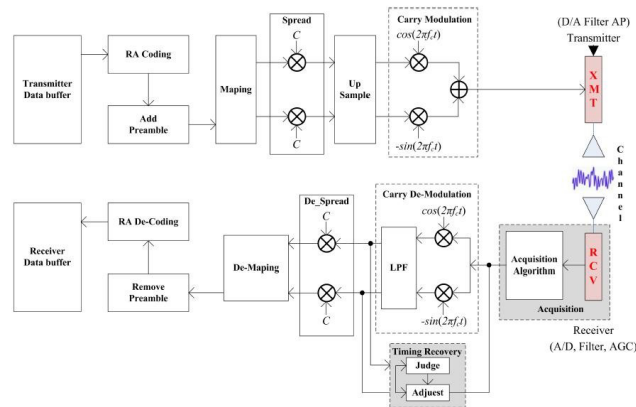 Spread
Carry Modulation
(D/A Filter AP)
Transmitter
C
cos(2πfct)
RA Coding
Transmitter
Data buffer
Maping
Up
Sample
XMT
Add
Preamble
C
-sin(2πfct)
Channel
De_Spread
Carry De-Modulation
C
cos(2πfct)
RA De-Coding
Receiver
Data buffer
De-Maping
LPF
Acquisition
Algorithm
RCV
Remove
Preamble
Acquisition
C
-sin(2πfct)
Receiver
(A/D, Filter, AGC)
Timing Recovery
Judge
Adjuest